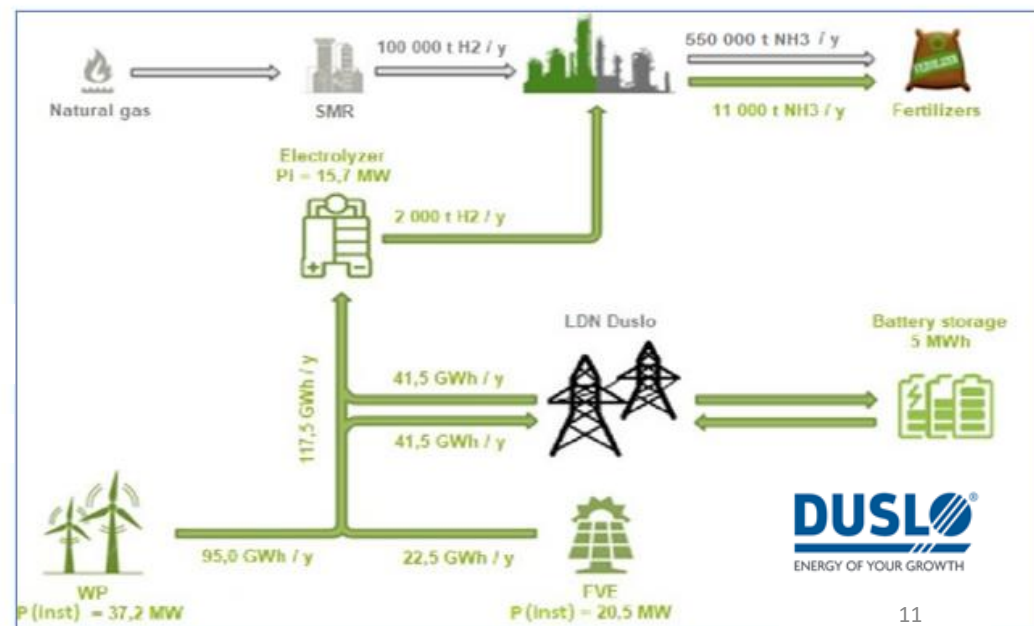 100 000 t H2 / y
550 000 t NH3 / y
FERTILIZER
Natural gas
SMR
11 000 t NH3 / y
Fertilizers
Electrolyzer
PI = 15,7 MW
2 000 t H2 / y
LDN Duslo
Battery storage
5 MWh
117,5 GWh / y
41,5 GWh / y
41,5 GWh / y
95,0 GWh / y
22,5 GWh / y
WP
P (Inst) = 37,2 MW
FVE
P (Inst) = 20,5 MW
DUSLO®
ENERGY OF YOUR GROWTH
11